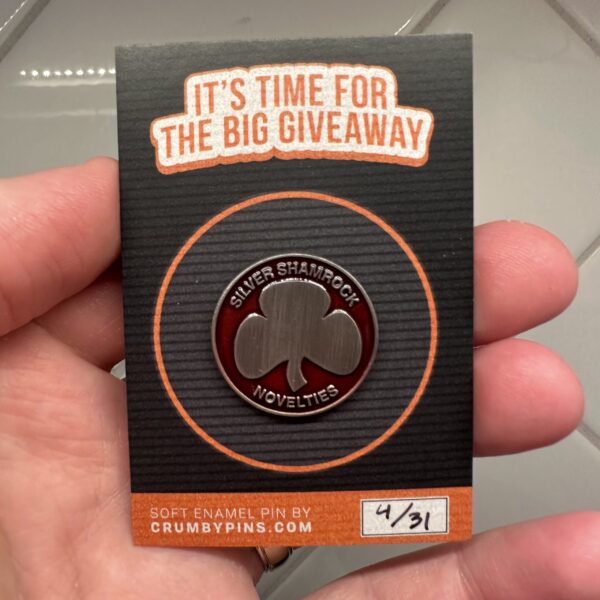 IT'S TIME FOR
THE BIG GIVEAWAY
SILVER SHAMROCK
NOVELTIES
SOFT ENAMEL PIN BY
CRUMBYPINS.COM
4/31